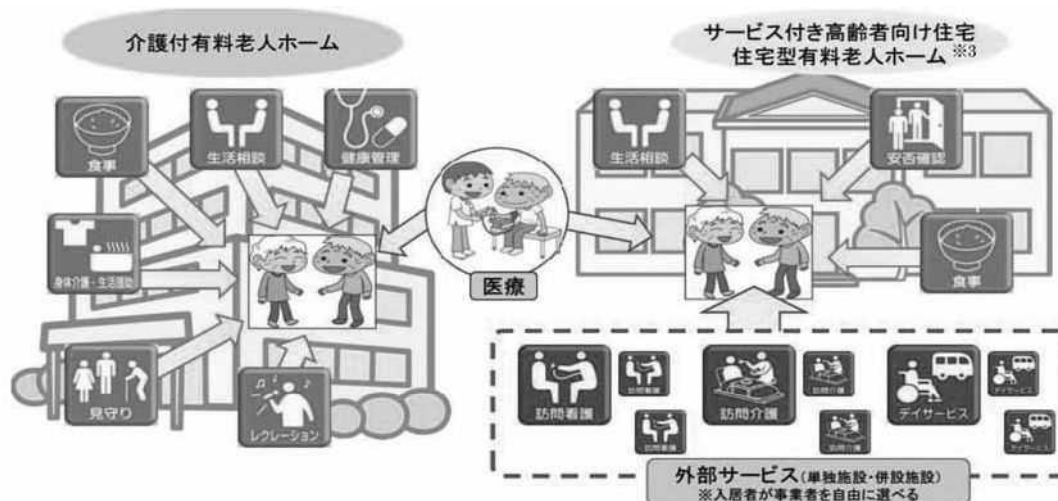 介護付有料老人ホーム
食事
生活相談
健康管理
身体介護・生活援助
見守り
レクレーション
医療
サービス付き高齢者向け住宅
住宅型有料老人ホーム※3
生活相談
安否確認
食事
訪問看護
訪問看護
訪問看護
訪問介護
訪問介護
訪問介護
デイサービス
デイサービス
デイサービス
外部サービス(単独施設・併設施設)
※入居者が事業者を自由に選べる